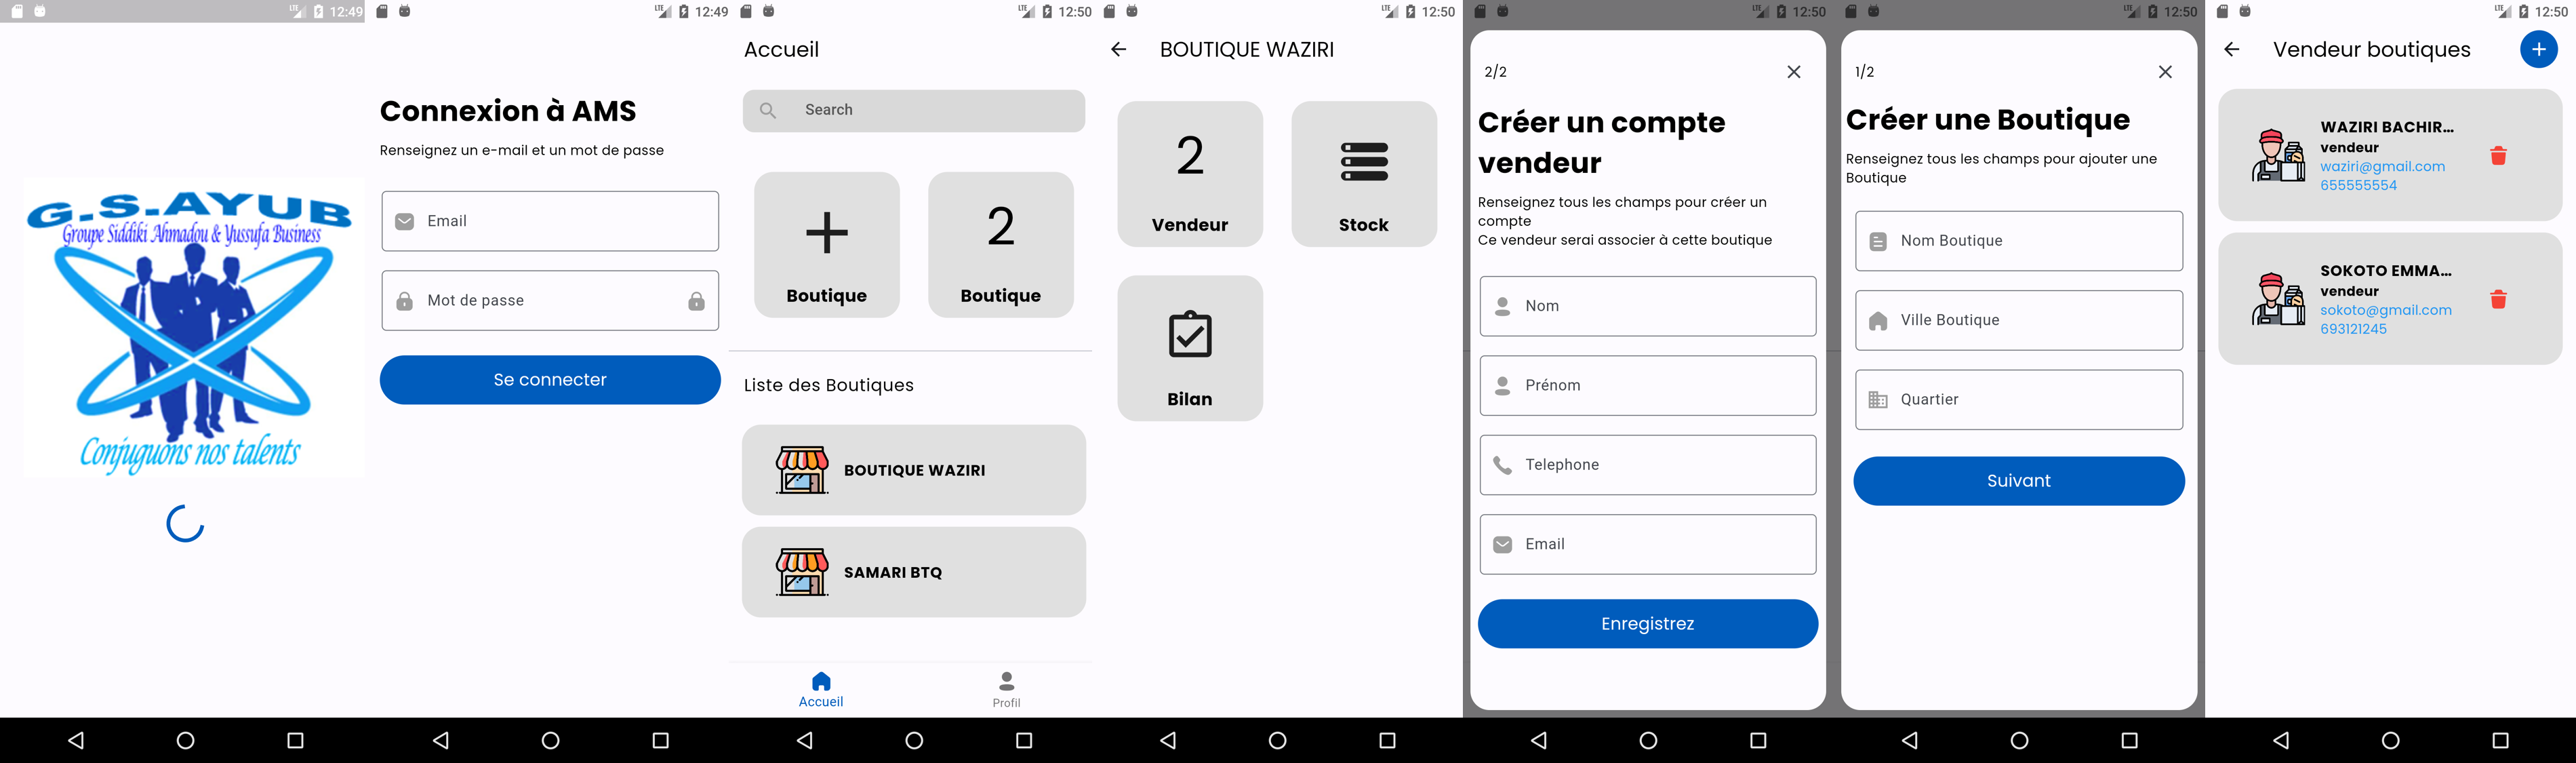 12:49
G.S.AYUB
Groupe Siddiki Ahmadou & Yussufa Business
Conjuguons nos talents
LTE 12:49
Connexion à AMS
Renseignez un e-mail et un mot de passe
Email
Mot de passe
Se connecter
LTE 12:50
Accueil
Search
Boutique
2
Boutique
Liste des Boutiques
BOUTIQUE WAZIRI
SAMARI BTQ
Accueil
Profil
LTE 12:50
BOUTIQUE WAZIRI
2
Vendeur
Stock
Bilan
LTE 12:50
2/2
Créer un compte
vendeur
Renseignez tous les champs pour créer un
compte
Ce vendeur serai associer à cette boutique
Nom
Prénom
Telephone
Email
Enregistrez
LTE 12:50
1/2
Créer une Boutique
Renseignez tous les champs pour ajouter une
Boutique
Nom Boutique
Ville Boutique
Quartier
Suivant
LTE 12:50
Vendeur boutiques
WAZIRI BACHIR...
vendeur
waziri@gmail.com
655555554
SOKOTO EMMA...
vendeur
sokoto@gmail.com
693121245